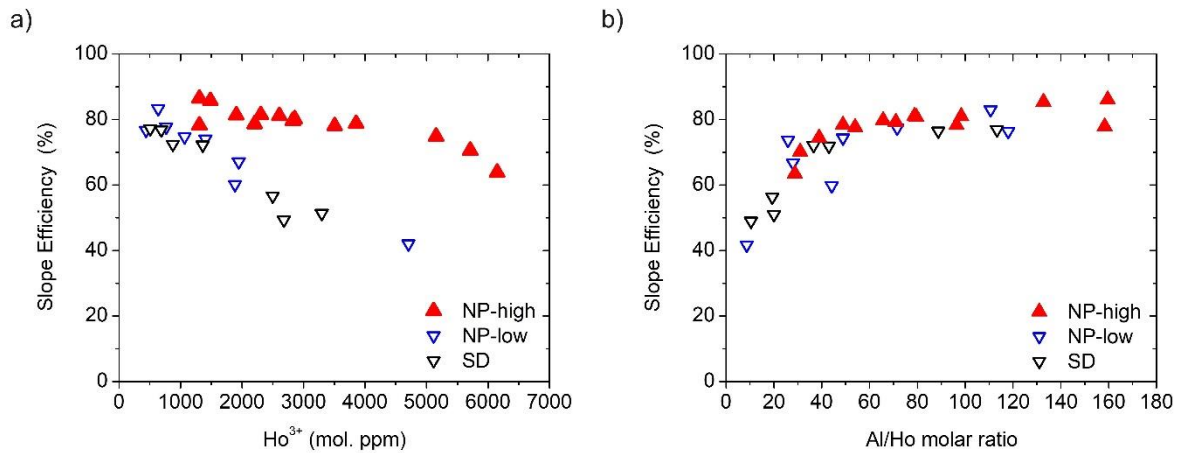 a)
100
80
60
40
20
0
Slope Efficiency (%)
0 1000 2000 3000 4000 5000 6000 7000
Ho³⁺ (mol. ppm)
NP-high
NP-low
SD
b)
100
80
60
40
20
0
Slope Efficiency (%)
0 20 40 60 80 100 120 140 160 180
Al/Ho molar ratio
NP-high
NP-low
SD